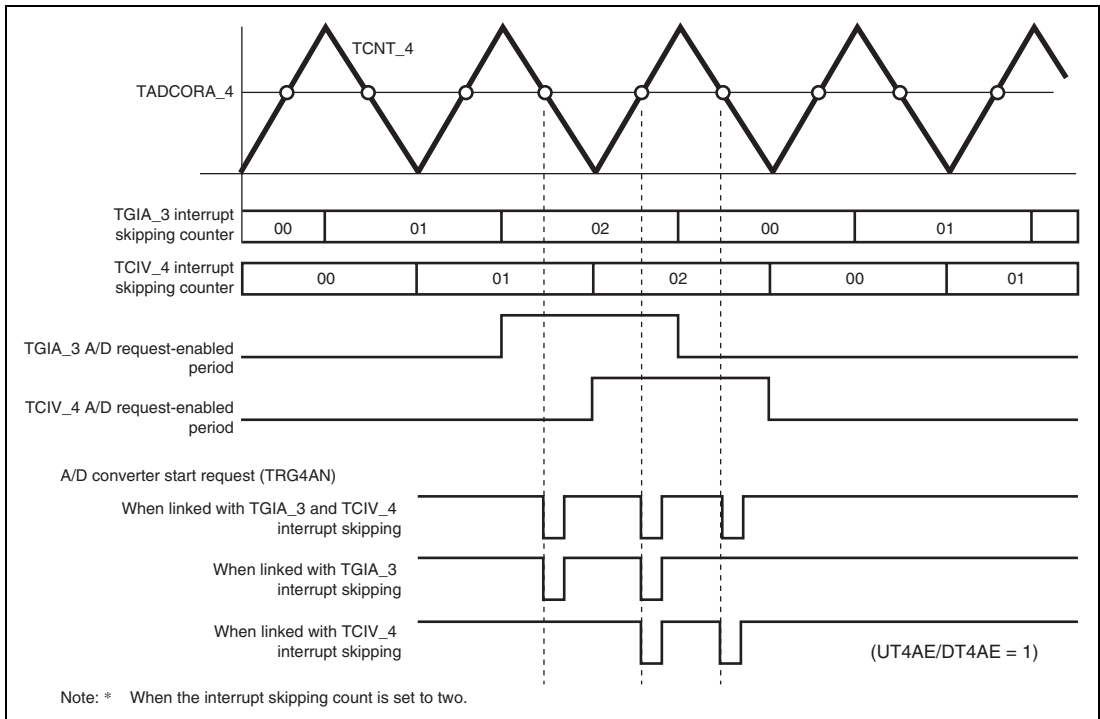 TCNT_4
TADCORA_4
TGIA_3 interrupt
skipping counter
00 01 02 00 01
TCIV_4 interrupt
skipping counter
00 01 02 00 01
TGIA_3 A/D request-enabled
period
TCIV_4 A/D request-enabled
period
A/D converter start request (TRG4AN)
When linked with TGIA_3 and TCIV_4
interrupt skipping
When linked with TGIA_3
interrupt skipping
When linked with TCIV_4
interrupt skipping
(UT4AE/DT4AE = 1)
Note: * When the interrupt skipping count is set to two.